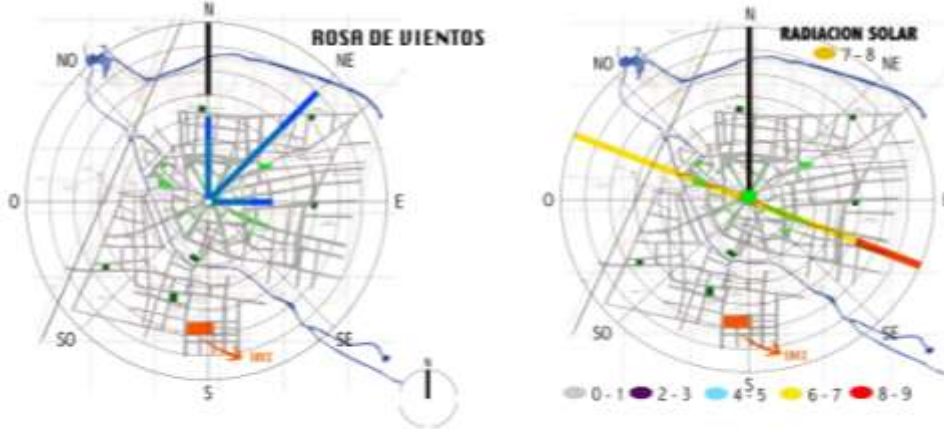 N
ROSA DE VIENTOS
NO
NE
O
E
SO
SE
S
N
N
RADIACION SOLAR
7 - 8
NO
NE
O
SO
SE
S
0 - 1
2 - 3
4 - 5
6 - 7
8 - 9